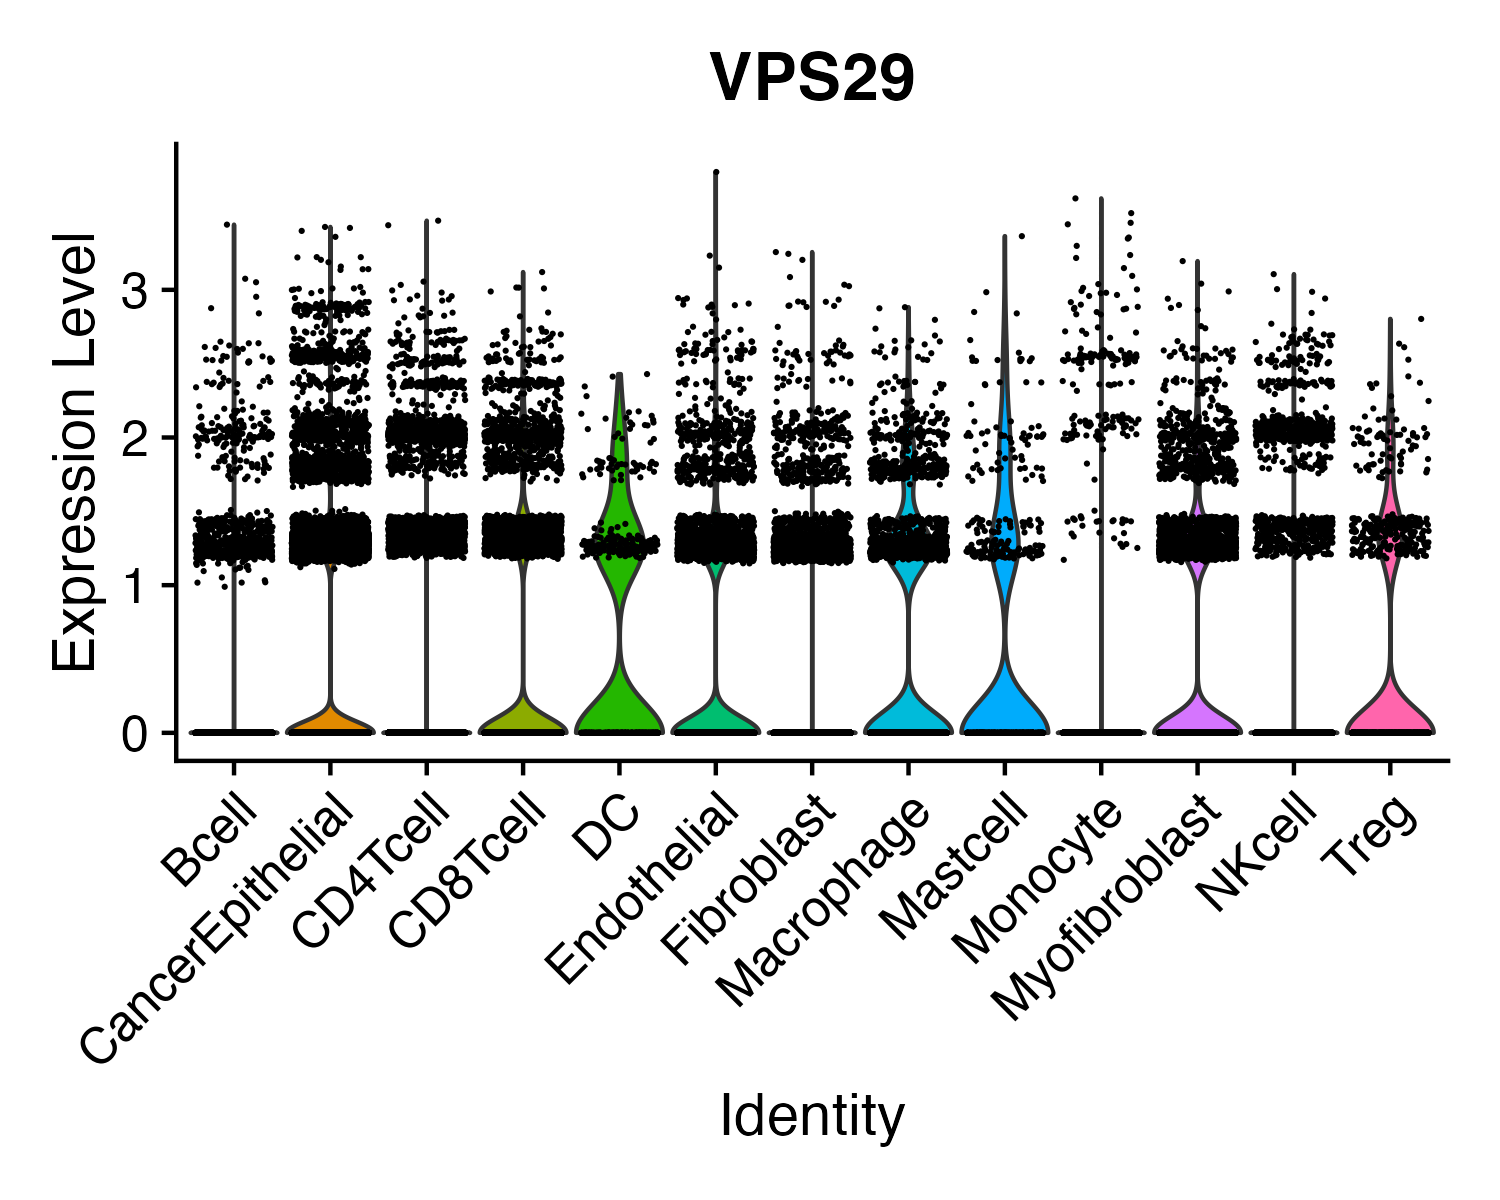 VPS29
Expression Level
3
2
1
0
Bcell
CancerEpithelial
CD4Tcell
CD8Tcell
DC
Endothelial
Fibroblast
Macrophage
Mastcell
Monocyte
Myofibroblast
NKcell
Treg
Identity